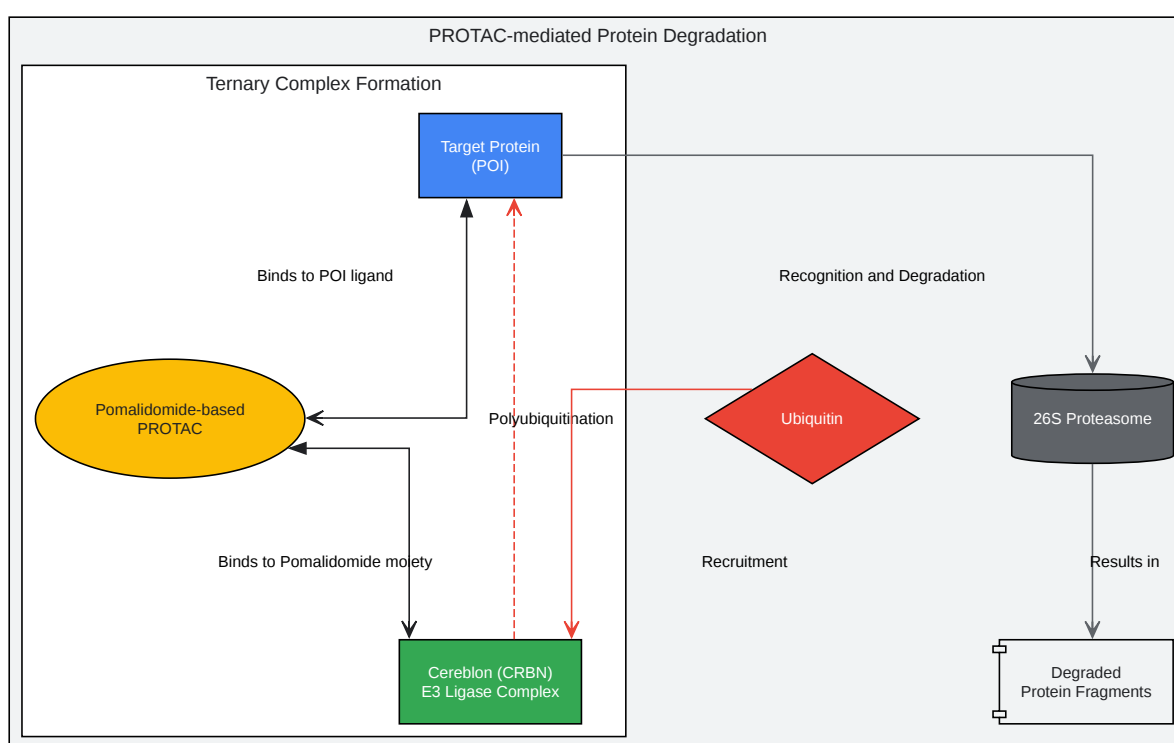 PROTAC-mediated Protein Degradation
Ternary Complex Formation
Target Protein
(POI)
Binds to POI ligand
Recognition and Degradation
Pomalidomide-based
PROTAC
Polyubiquitination
Ubiquitin
26S Proteasome
Binds to Pomalidomide moiety
Recruitment
Results in
Cereblon (CRBN)
E3 Ligase Complex
Degraded
Protein Fragments